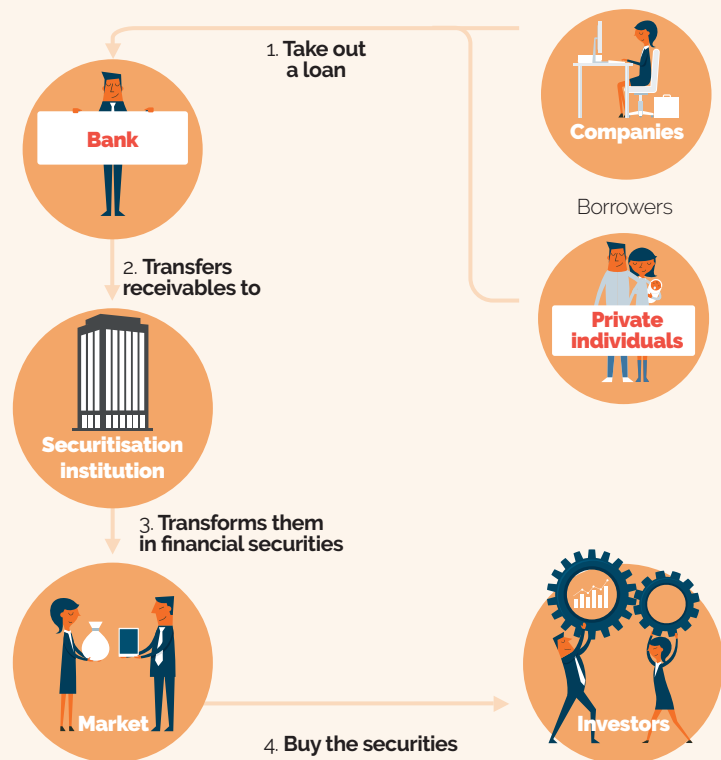 1. Take out
a loan
Bank
Companies
Borrowers
Private
individuals
2. Transfers
receivables to
Securitisation
institution
3. Transforms them
in financial securities
Market
4. Buy the securities
Investors